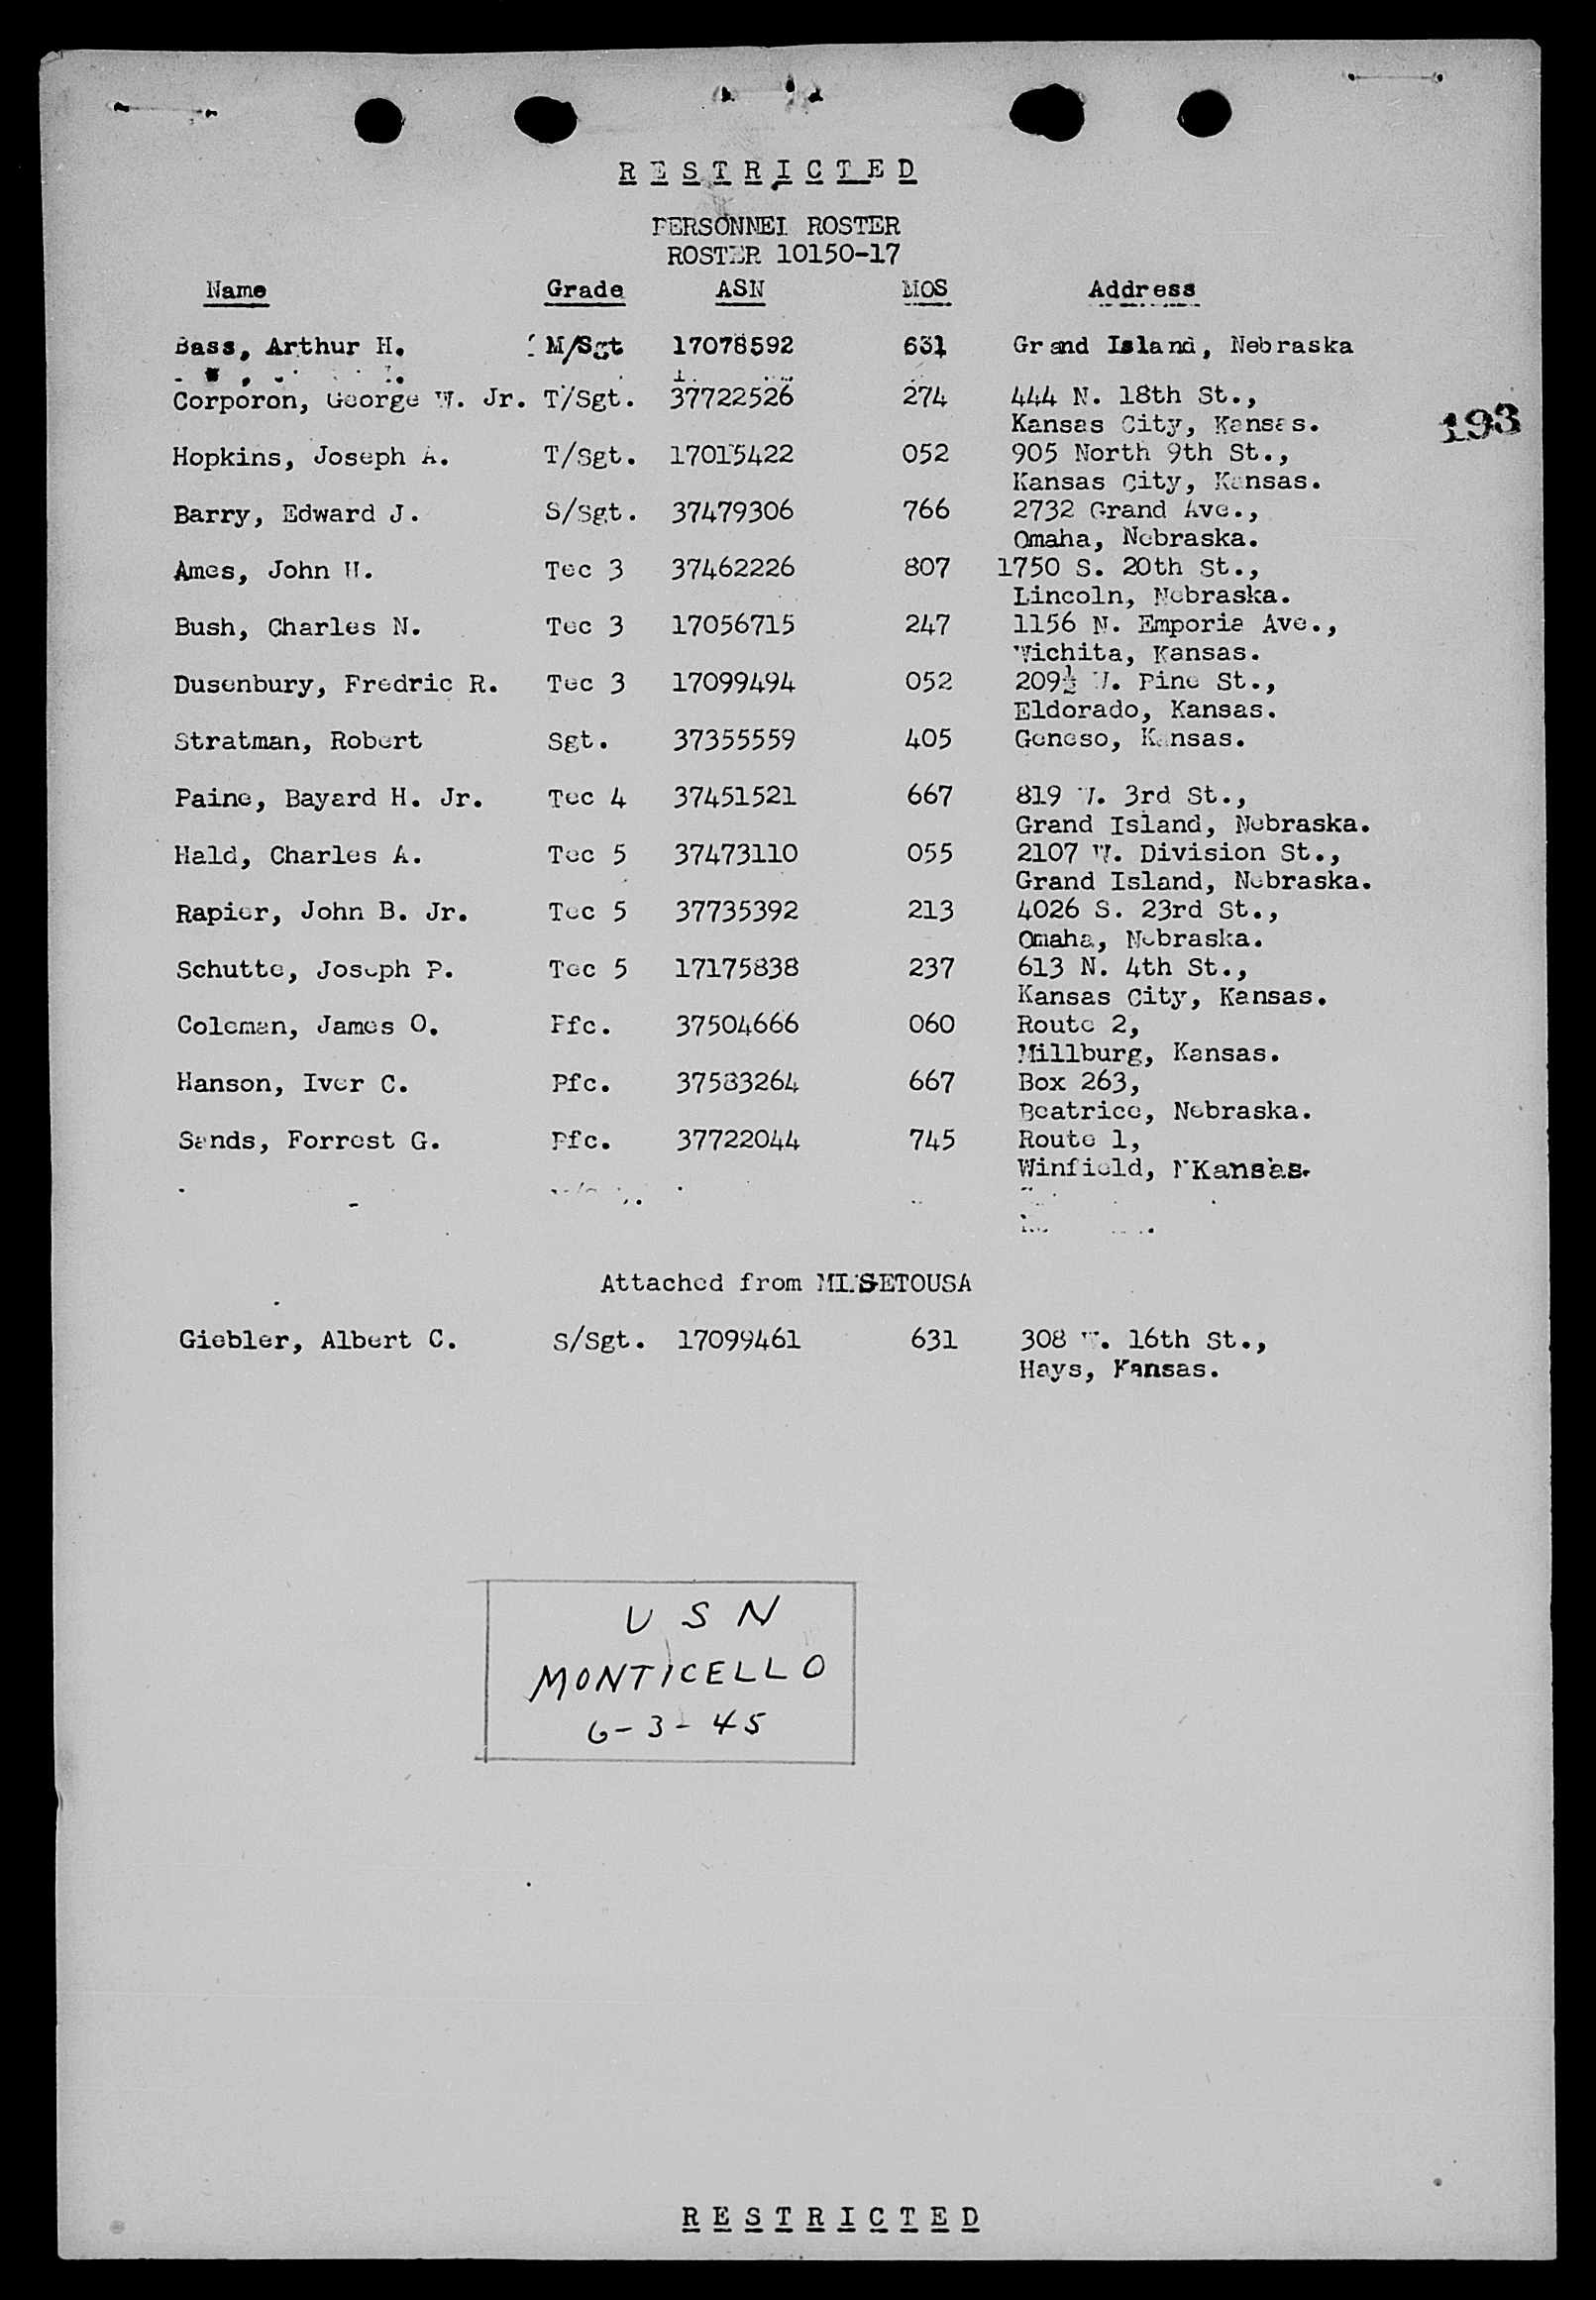 RESTRICTED
PERSONNEL ROSTER
ROSTER 10150-17
Name Grade ASN MOS Address
Bass, Arthur H. M/Sgt 17078592 631 Grand Island, Nebraska
Corporon, George W. Jr. T/Sgt. 37722526 274 444 N. 18th St.,
Kansas City, Kansas.
193
Hopkins, Joseph A. T/Sgt. 17015422 052 905 North 9th St.,
Kansas City, Kansas.
Barry, Edward J. S/Sgt. 37479306 766 2732 Grand Ave.,
Omaha, Nebraska.
Ames, John H. Tec 3 37462226 807 1750 S. 20th St.,
Lincoln, Nebraska.
Bush, Charles N. Tec 3 17056715 247 1156 N. Emporia Ave.,
Wichita, Kansas.
Dusenbury, Fredric R. Tec 3 17099494 052 209½ W. Pine St.,
Eldorado, Kansas.
Stratman, Robert Sgt. 37355559 405 Geneso, Kansas.
Paine, Bayard H. Jr. Tec 4 37451521 667 819 W. 3rd St.,
Grand Island, Nebraska.
Hald, Charles A. Tec 5 37473110 055 2107 W. Division St.,
Grand Island, Nebraska.
Rapier, John B. Jr. Tec 5 37735392 213 4026 S. 23rd St.,
Omaha, Nebraska.
Schutte, Joseph P. Tec 5 17175838 237 613 N. 4th St.,
Kansas City, Kansas.
Coleman, James O. Pfc. 37504666 060 Route 2,
Millburg, Kansas.
Hanson, Iver C. Pfc. 37583264 667 Box 263,
Beatrice, Nebraska.
Sands, Forrest G. Pfc. 37722044 745 Route 1,
Winfield, Kansas.
Attached from
Giebler, Albert C. S/Sgt. 17099461 631 308 W. 16th St.,
Hays, Kansas.
USN
MONTICELLO
6-3-45
RESTRICTED